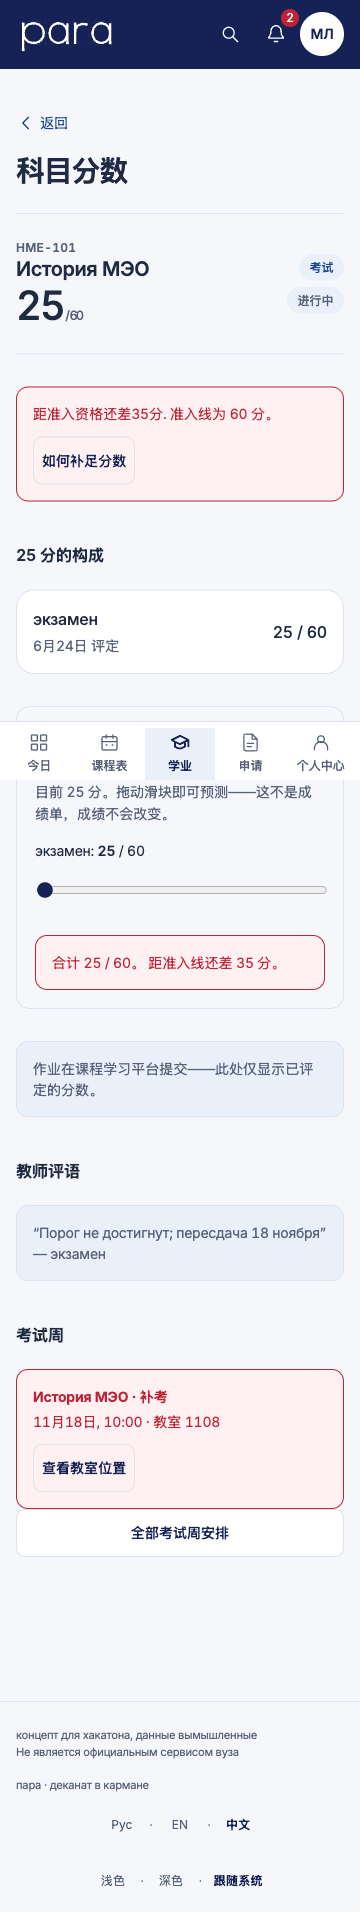 para
2
МЛ
返回
科目分数
HME-101
История МЭО
考试
25/60
进行中
距准入资格还差35分. 准入线为 60 分。
如何补足分数
25 分的构成
экзамен
6月24日 评定
25 / 60
今日
课程表
学业
申请
个人中心
目前 25 分。拖动滑块即可预测——这不是成
绩单，成绩不会改变。
экзамен: 25 / 60
合计 25 / 60。 距准入线还差 35 分。
作业在课程学习平台提交——此处仅显示已评
定的分数。
教师评语
“Порог не достигнут; пересдача 18 ноября”
— экзамен
考试周
История МЭО · 补考
11月18日, 10:00 · 教室 1108
查看教室位置
全部考试周安排
концепт для хакатона, данные вымышленные
Не является официальным сервисом вуза
пара · деканат в кармане
Рус · EN · 中文
浅色 · 深色 · 跟随系统